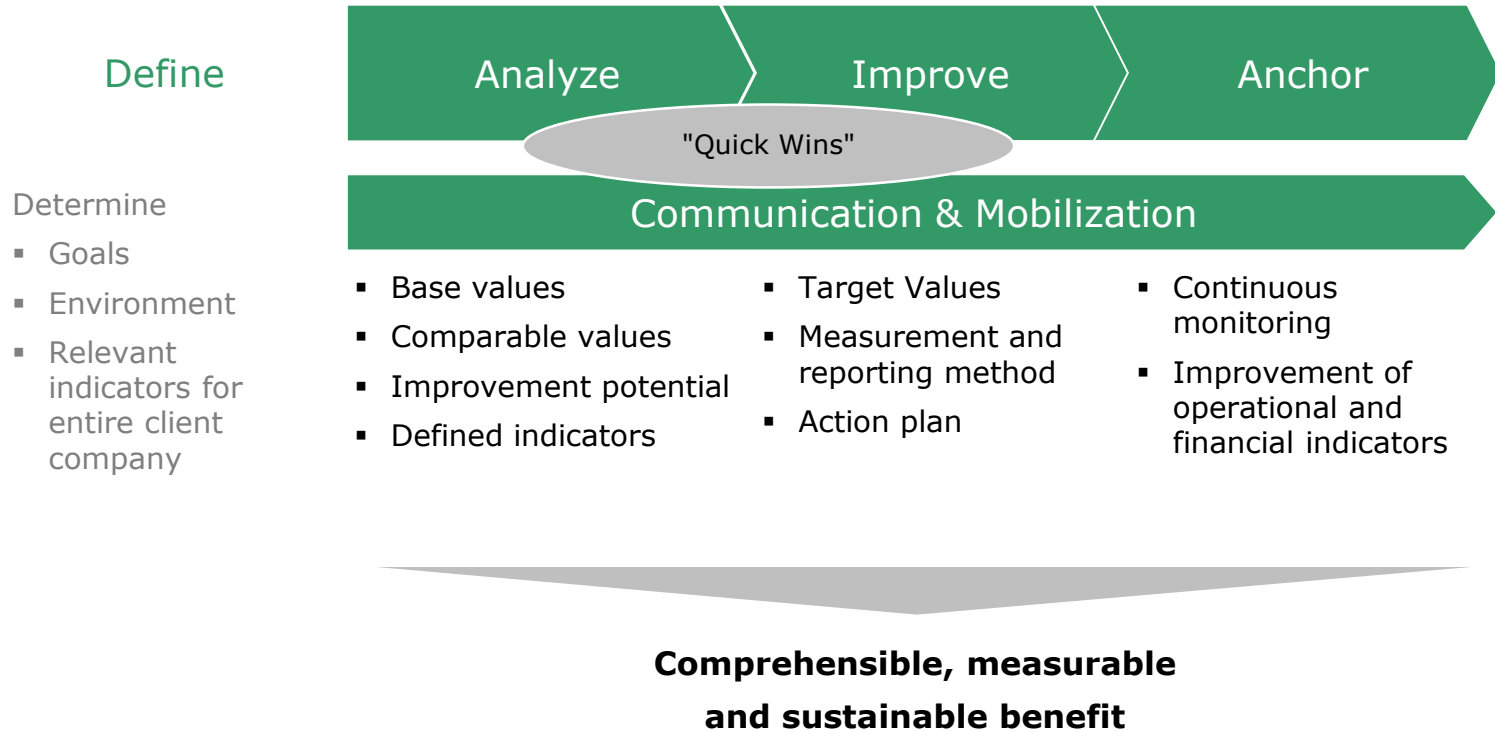 Define
Analyze
Improve
Anchor
"Quick Wins"
Communication & Mobilization
Determine
▪ Goals
▪ Environment
▪ Relevant
indicators for
entire client
company
▪ Base values
▪ Comparable values
▪ Improvement potential
▪ Defined indicators
▪ Target Values
▪ Measurement and
reporting method
▪ Action plan
▪ Continuous
monitoring
▪ Improvement of
operational and
financial indicators
Comprehensible, measurable
and sustainable benefit